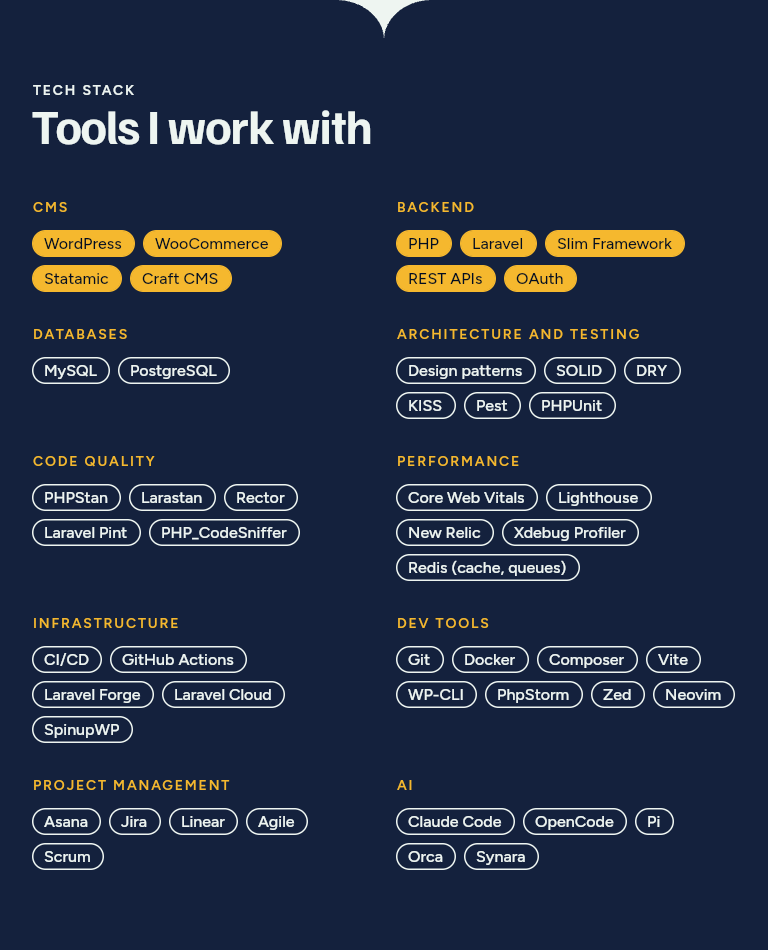 TECH STACK
Tools I work with
CMS
WordPress WooCommerce
Statamic Craft CMS
BACKEND
PHP Laravel Slim Framework
REST APIs OAuth
DATABASES
MySQL PostgreSQL
ARCHITECTURE AND TESTING
Design patterns SOLID DRY
KISS Pest PHPUnit
CODE QUALITY
PHPStan Larastan Rector
Laravel Pint PHP_CodeSniffer
PERFORMANCE
Core Web Vitals Lighthouse
New Relic Xdebug Profiler
Redis (cache, queues)
INFRASTRUCTURE
CI/CD GitHub Actions
Laravel Forge Laravel Cloud
SpinupWP
DEV TOOLS
Git Docker Composer Vite
WP-CLI PhpStorm Zed Neovim
PROJECT MANAGEMENT
Asana Jira Linear Agile
Scrum
AI
Claude Code OpenCode Pi
Orca Synara